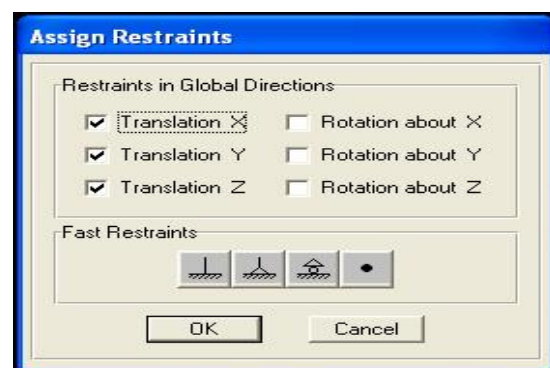 Assign Restraints
Restraints in Global Directions
Translation X Rotation about X
Translation Y Rotation about Y
Translation Z Rotation about Z
Fast Restraints
OK Cancel